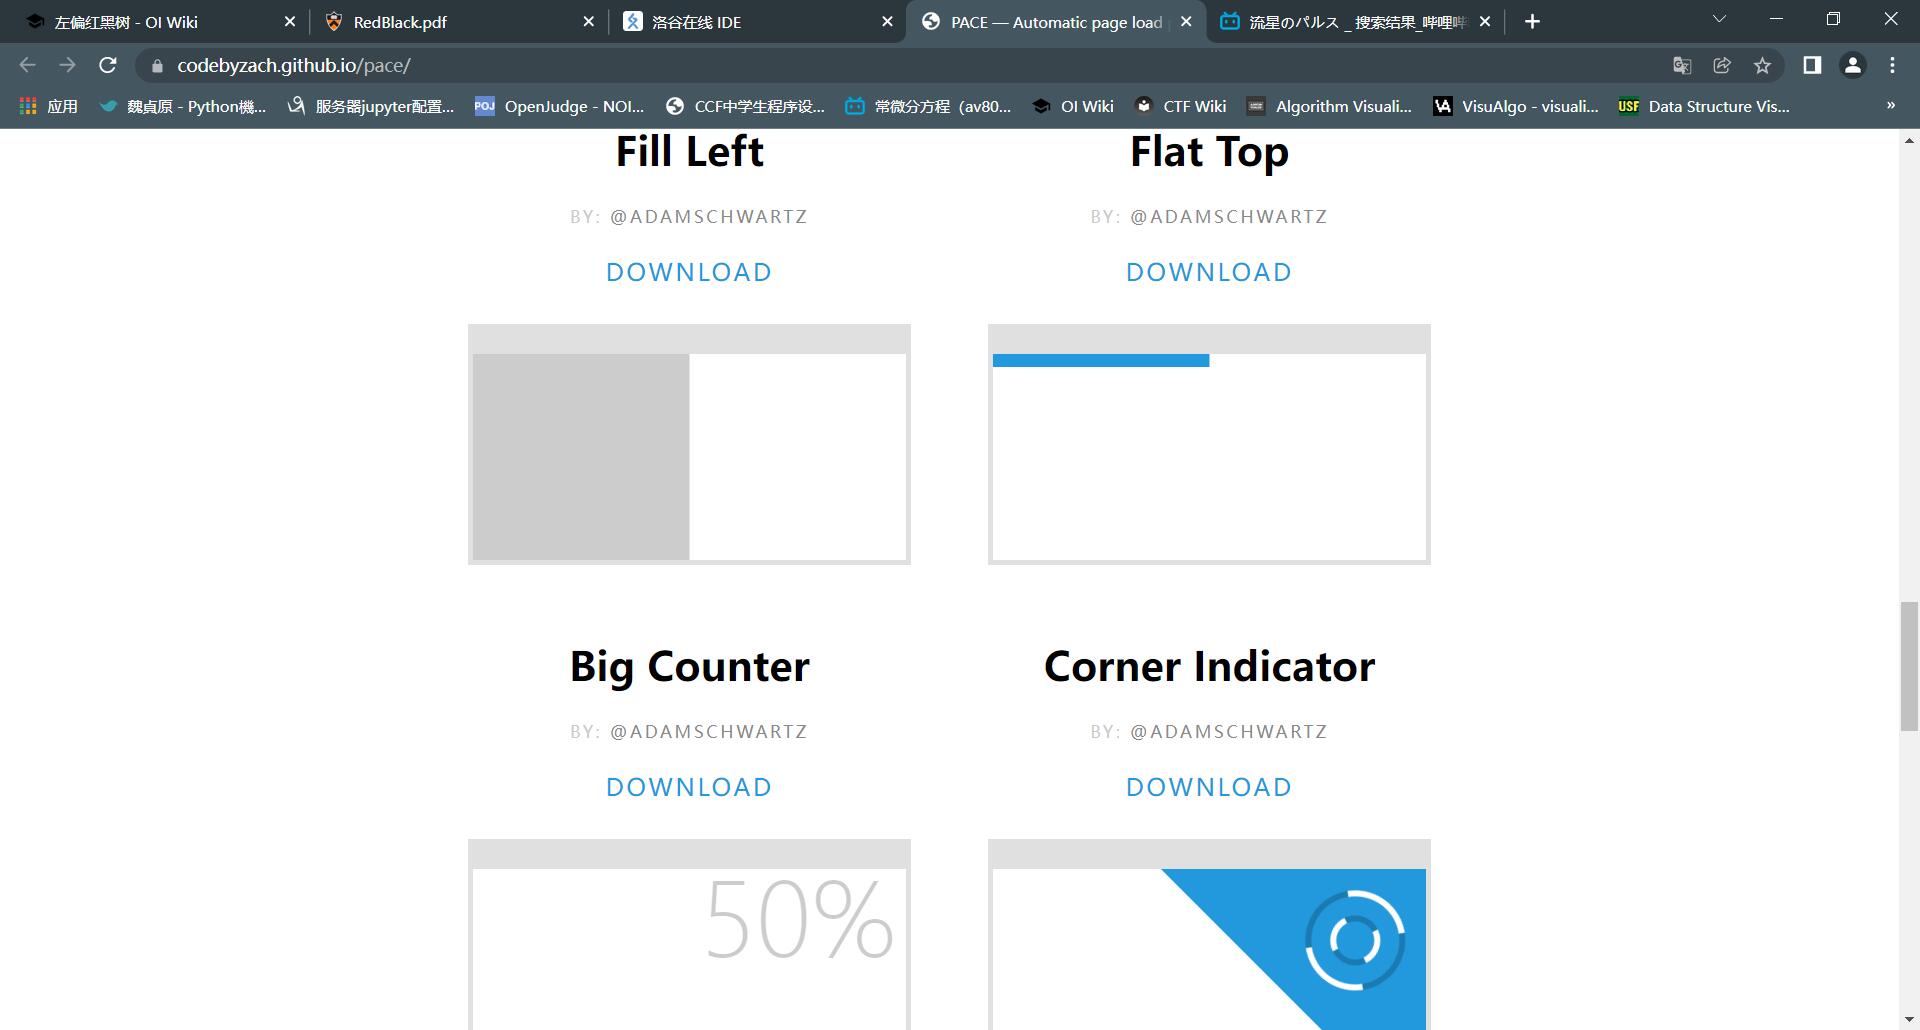 左偏红黑树 - OI Wiki
RedBlack.pdf
洛谷在线 IDE
PACE — Automatic page load
流星のパルス _ 搜索结果_哔哩哔
codebyzach.github.io/pace/
应用
魏贞原 - Python機...
服务器jupyter配置...
POJ
OpenJudge - NOI...
CCF中学生程序设...
常微分方程（av80...
OI Wiki
CTF Wiki
Algorithm Visuali...
VisuAlgo - visuali...
USF
Data Structure Vis...
»
Fill Left
Flat Top
BY: @ADAMSCHWARTZ
BY: @ADAMSCHWARTZ
DOWNLOAD
DOWNLOAD
Big Counter
Corner Indicator
BY: @ADAMSCHWARTZ
BY: @ADAMSCHWARTZ
DOWNLOAD
DOWNLOAD
50%